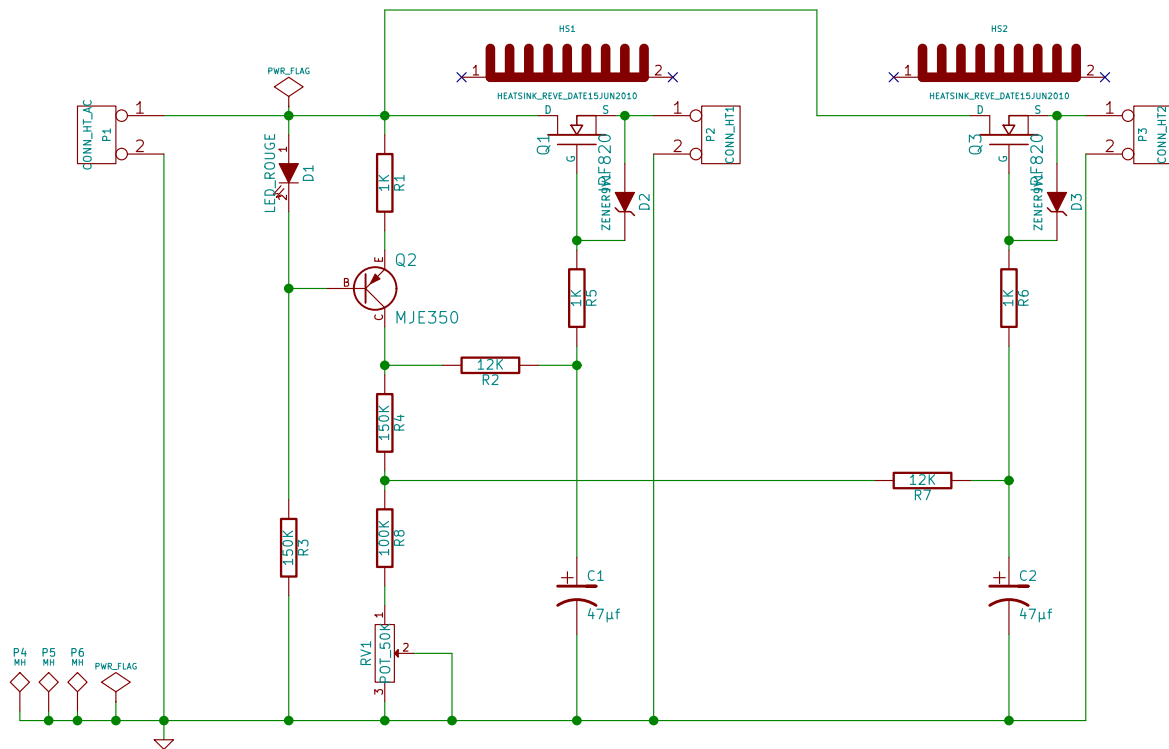 HS1
HS2
PWR_FLAG
1
2
1
2
HEATSINK_REVE_DATE15JUN2010
HEATSINK_REVE_DATE15JUN2010
CONN_HT_AC
P1
1
2
D
S
G
Q1
IRF820
1
2
P2
CONN_HT1
D
S
G
Q3
IRF820
1
2
P3
CONN_HT2
LED_ROUGE
1
2
D1
1K
R1
D2
D3
E
B
C
Q2
MJE350
1K
R5
1K
R6
12K
R2
150K
R4
12K
R7
150K
R3
100K
R8
C1
47µf
C2
47µf
RV1
POT_50K
1
2
3
P4
MH
P5
MH
P6
MH
PWR_FLAG